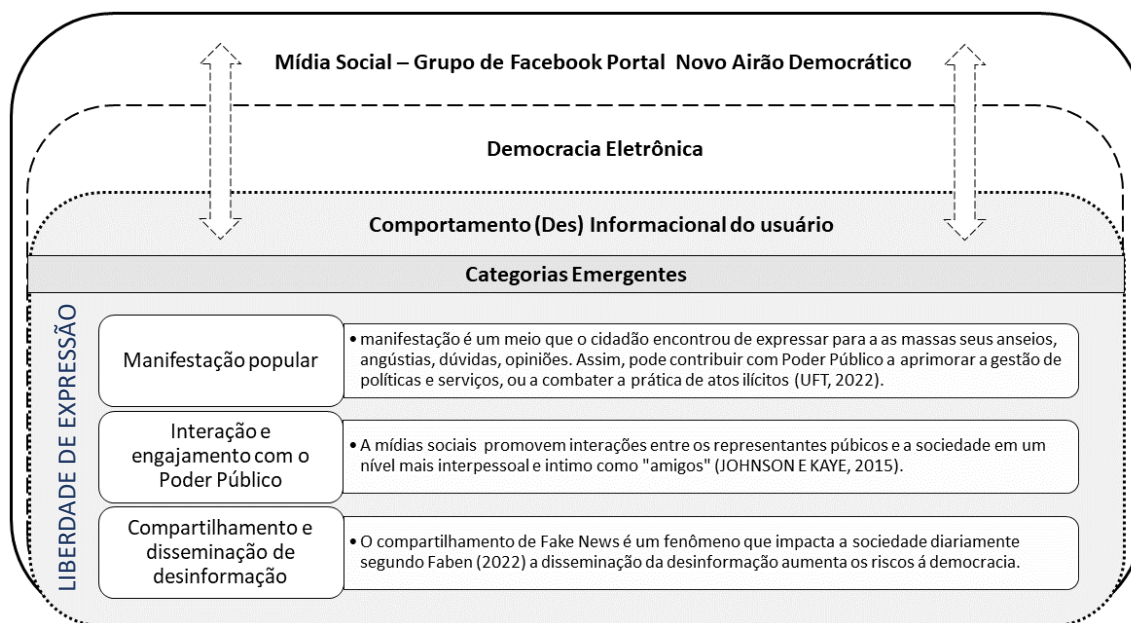 Mídia Social – Grupo de Facebook Portal Novo Airão Democrático
Democracia Eletrônica
Comportamento (Des) Informacional do usuário
Categorias Emergentes
LIBERDADE DE EXPRESSÃO
Manifestação popular
• manifestação é um meio que o cidadão encontrou de expressar para a as massas seus anseios,
angústias, dúvidas, opiniões. Assim, pode contribuir com Poder Público a aprimorar a gestão de
políticas e serviços, ou a combater a prática de atos ilícitos (UFT, 2022).
Interação e
engajamento com o
Poder Público
• A mídias sociais promovem interações entre os representantes púbicos e a sociedade em um
nível mais interpessoal e intimo como "amigos" (JOHNSON E KAYE, 2015).
Compartilhamento e
disseminação de
desinformação
• O compartilhamento de Fake News é um fenômeno que impacta a sociedade diariamente
segundo Faben (2022) a disseminação da desinformação aumenta os riscos á democracia.